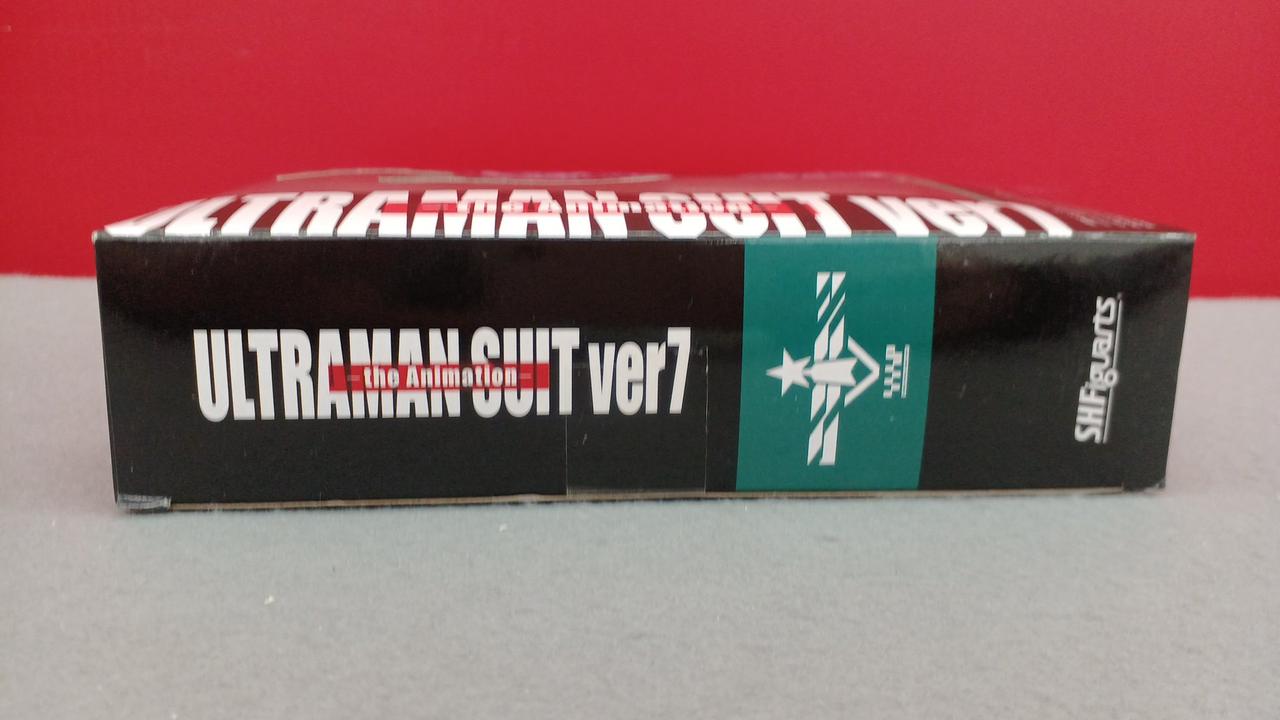 ULTRAMAN SUIT ver7
the Animation
ULTRAMAN SUIT ver7
the Animation
S.H.Figuarts